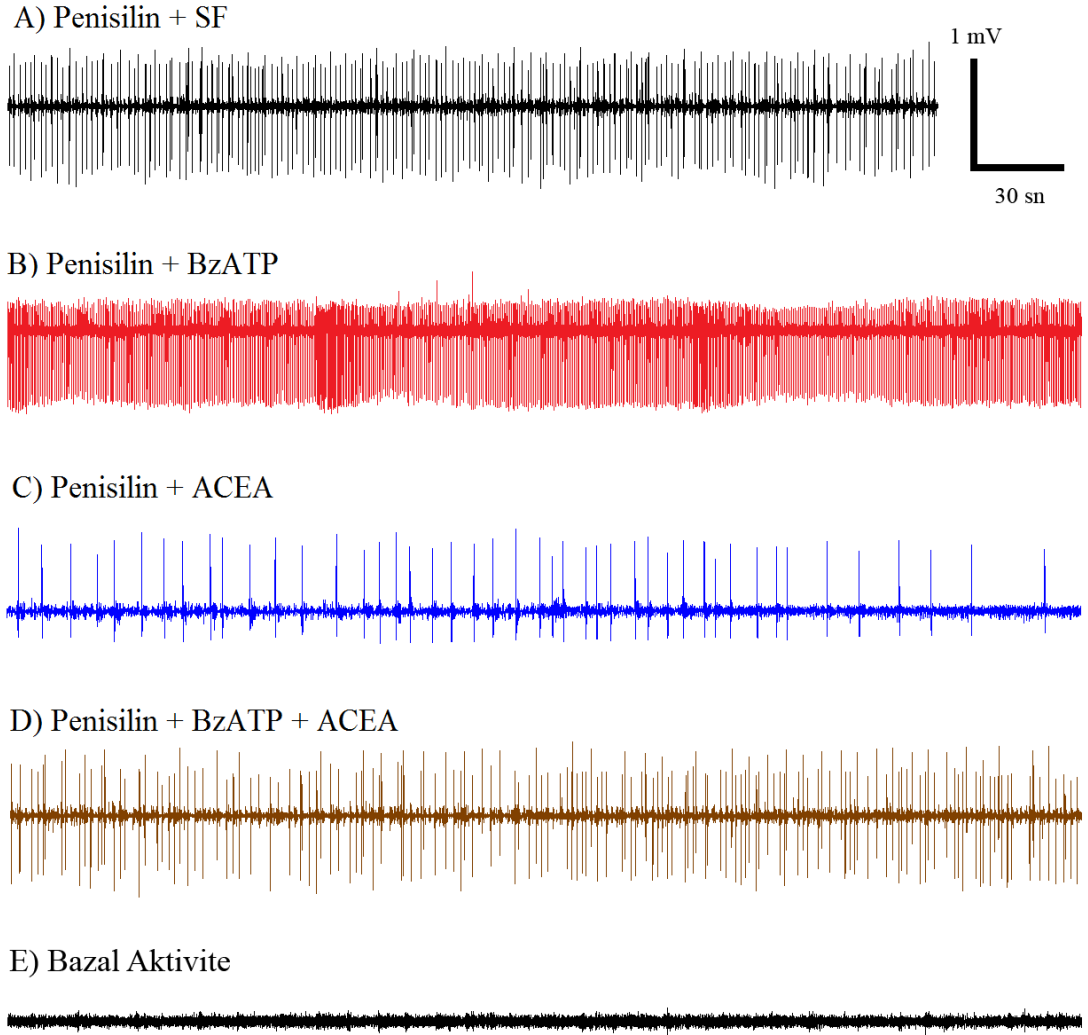 A) Penisilin + SF
1 mV
30 sn
B) Penisilin + BzATP
C) Penisilin + ACEA
D) Penisilin + BzATP + ACEA
E) Bazal Aktivite